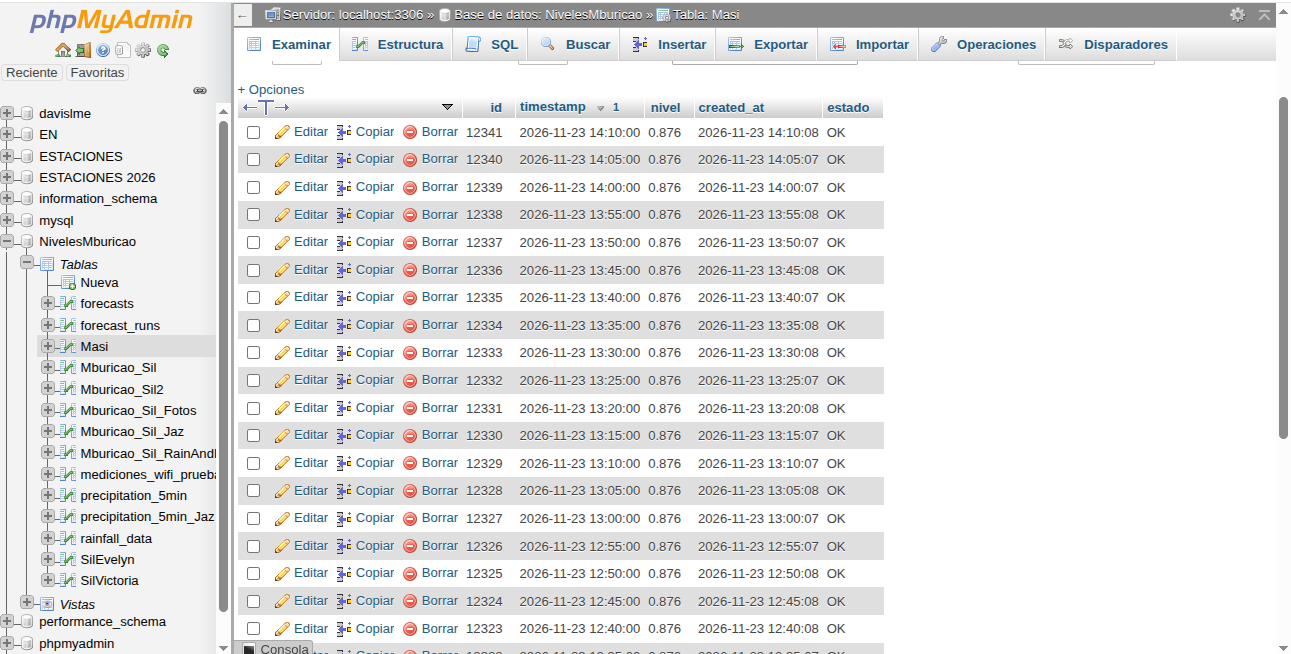 phpMyAdmin
Reciente Favoritas
davislme
EN
ESTACIONES
ESTACIONES 2026
information_schema
mysql
NivelesMburicao
Tablas
Nueva
forecasts
forecast_runs
Masi
Mburicao_Sil
Mburicao_Sil2
Mburicao_Sil_Fotos
Mburicao_Sil_Jaz
Mburicao_Sil_RainAndl
mediciones_wifi_prueba
precipitation_5min
precipitation_5min_Jaz
rainfall_data
SilEvelyn
SilVictoria
Vistas
performance_schema
phpmyadmin
← Servidor: localhost:3306 » Base de datos: NivelesMburicao » Tabla: Masi
Examinar Estructura SQL Buscar Insertar Exportar Importar Operaciones Disparadores
+ Opciones
←T→ id timestamp 1 nivel created_at estado
Editar Copiar Borrar 12341 2026-11-23 14:10:00 0.876 2026-11-23 14:10:08 OK
Editar Copiar Borrar 12340 2026-11-23 14:05:00 0.876 2026-11-23 14:05:07 OK
Editar Copiar Borrar 12339 2026-11-23 14:00:00 0.876 2026-11-23 14:00:07 OK
Editar Copiar Borrar 12338 2026-11-23 13:55:00 0.876 2026-11-23 13:55:08 OK
Editar Copiar Borrar 12337 2026-11-23 13:50:00 0.876 2026-11-23 13:50:07 OK
Editar Copiar Borrar 12336 2026-11-23 13:45:00 0.876 2026-11-23 13:45:08 OK
Editar Copiar Borrar 12335 2026-11-23 13:40:00 0.876 2026-11-23 13:40:07 OK
Editar Copiar Borrar 12334 2026-11-23 13:35:00 0.876 2026-11-23 13:35:08 OK
Editar Copiar Borrar 12333 2026-11-23 13:30:00 0.876 2026-11-23 13:30:08 OK
Editar Copiar Borrar 12332 2026-11-23 13:25:00 0.876 2026-11-23 13:25:07 OK
Editar Copiar Borrar 12331 2026-11-23 13:20:00 0.876 2026-11-23 13:20:08 OK
Editar Copiar Borrar 12330 2026-11-23 13:15:00 0.876 2026-11-23 13:15:07 OK
Editar Copiar Borrar 12329 2026-11-23 13:10:00 0.876 2026-11-23 13:10:07 OK
Editar Copiar Borrar 12328 2026-11-23 13:05:00 0.876 2026-11-23 13:05:08 OK
Editar Copiar Borrar 12327 2026-11-23 13:00:00 0.876 2026-11-23 13:00:07 OK
Editar Copiar Borrar 12326 2026-11-23 12:55:00 0.876 2026-11-23 12:55:07 OK
Editar Copiar Borrar 12325 2026-11-23 12:50:00 0.876 2026-11-23 12:50:08 OK
Editar Copiar Borrar 12324 2026-11-23 12:45:00 0.876 2026-11-23 12:45:08 OK
Editar Copiar Borrar 12323 2026-11-23 12:40:00 0.876 2026-11-23 12:40:08 OK
Consola